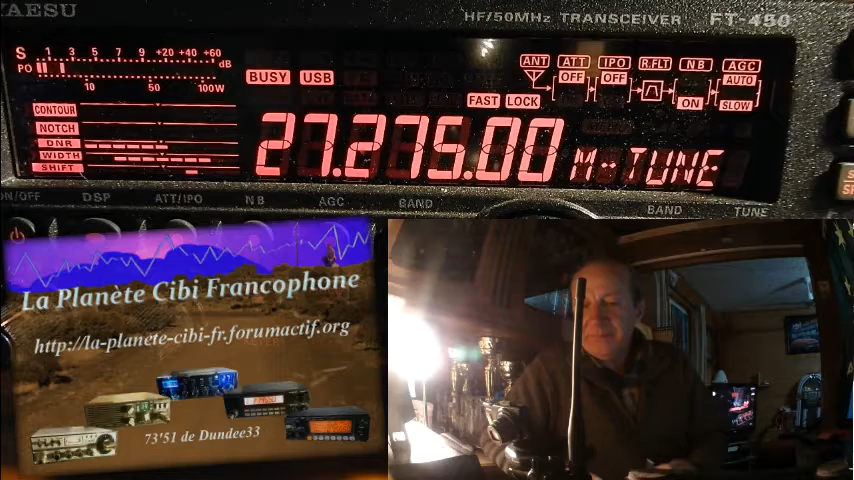 YAESU HF/50MHz TRANSCEIVER FT-450
S 1 3 5 7 9 +20 +40 +60 dB
PO 10 50 100W
BUSY USB
ANT ATT IPO R.FLT NB AGC
OFF OFF AUTO
ON SLOW
FAST LOCK
CONTOUR
NOTCH
DNR
WIDTH
SHIFT
27.275.00 M-TUNE
ON/OFF DSP ATT/IPO NB AGC BAND BAND TUNE
La Planète Cibi Francophone
http://la-planete-cibi-fr.forumactif.org
73'51 de Dundee33